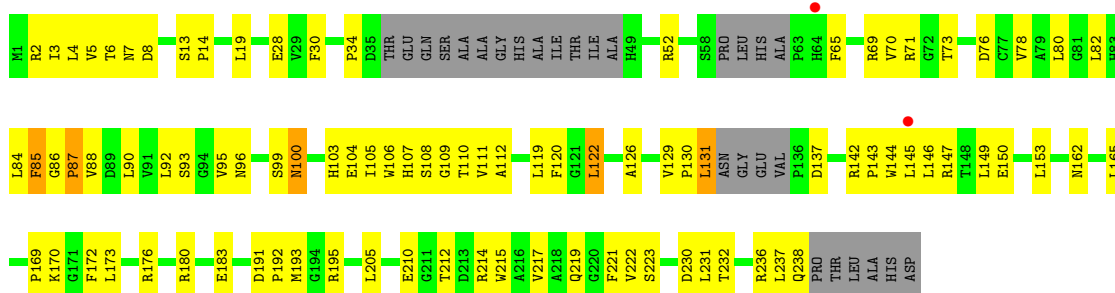 M1 R2 I3 L4 V5 T6 N7 D8 S13 P14 L19 E28 V29 F30 P34 D35 THR GLU GLN SER ALA ALA GLY HIS ALA ILE THR ILE ALA H49 R52 S58 PRO LEU HIS ALA P63 H64 F65 R69 V70 R71 G72 T73 D76 C77 V78 A79 L80 G81 L82 H83
L84 F85 G86 P87 V88 D89 L90 V91 L92 S93 G94 V95 N96 S99 N100 H103 E104 I105 W106 H107 S108 G109 T110 V111 A112 L119 F120 G121 L122 A126 V129 P130 L131 ASN GLY GLU VAL P136 D137 R142 P143 W144 L145 L146 R147 T148 L149 E150 L153 N162 L165
P169 K170 G171 F172 L173 R176 R180 E183 D191 P192 M193 G194 R195 L205 E210 G211 T212 D213 R214 W215 A216 V217 A218 Q219 G220 F221 V222 S223 D230 L231 T232 R236 L237 Q238 PRO THR LEU ALA HIS ASP